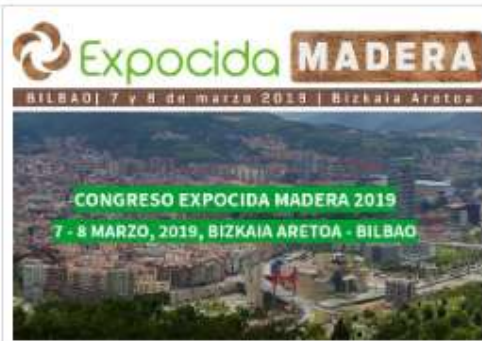 Expocida MADERA
BILBAO| 7 y 8 de marzo 2019 | Bizkaia Aretoa
CONGRESO EXPOCIDA MADERA 2019
7 - 8 MARZO, 2019, BIZKAIA ARETOA - BILBAO